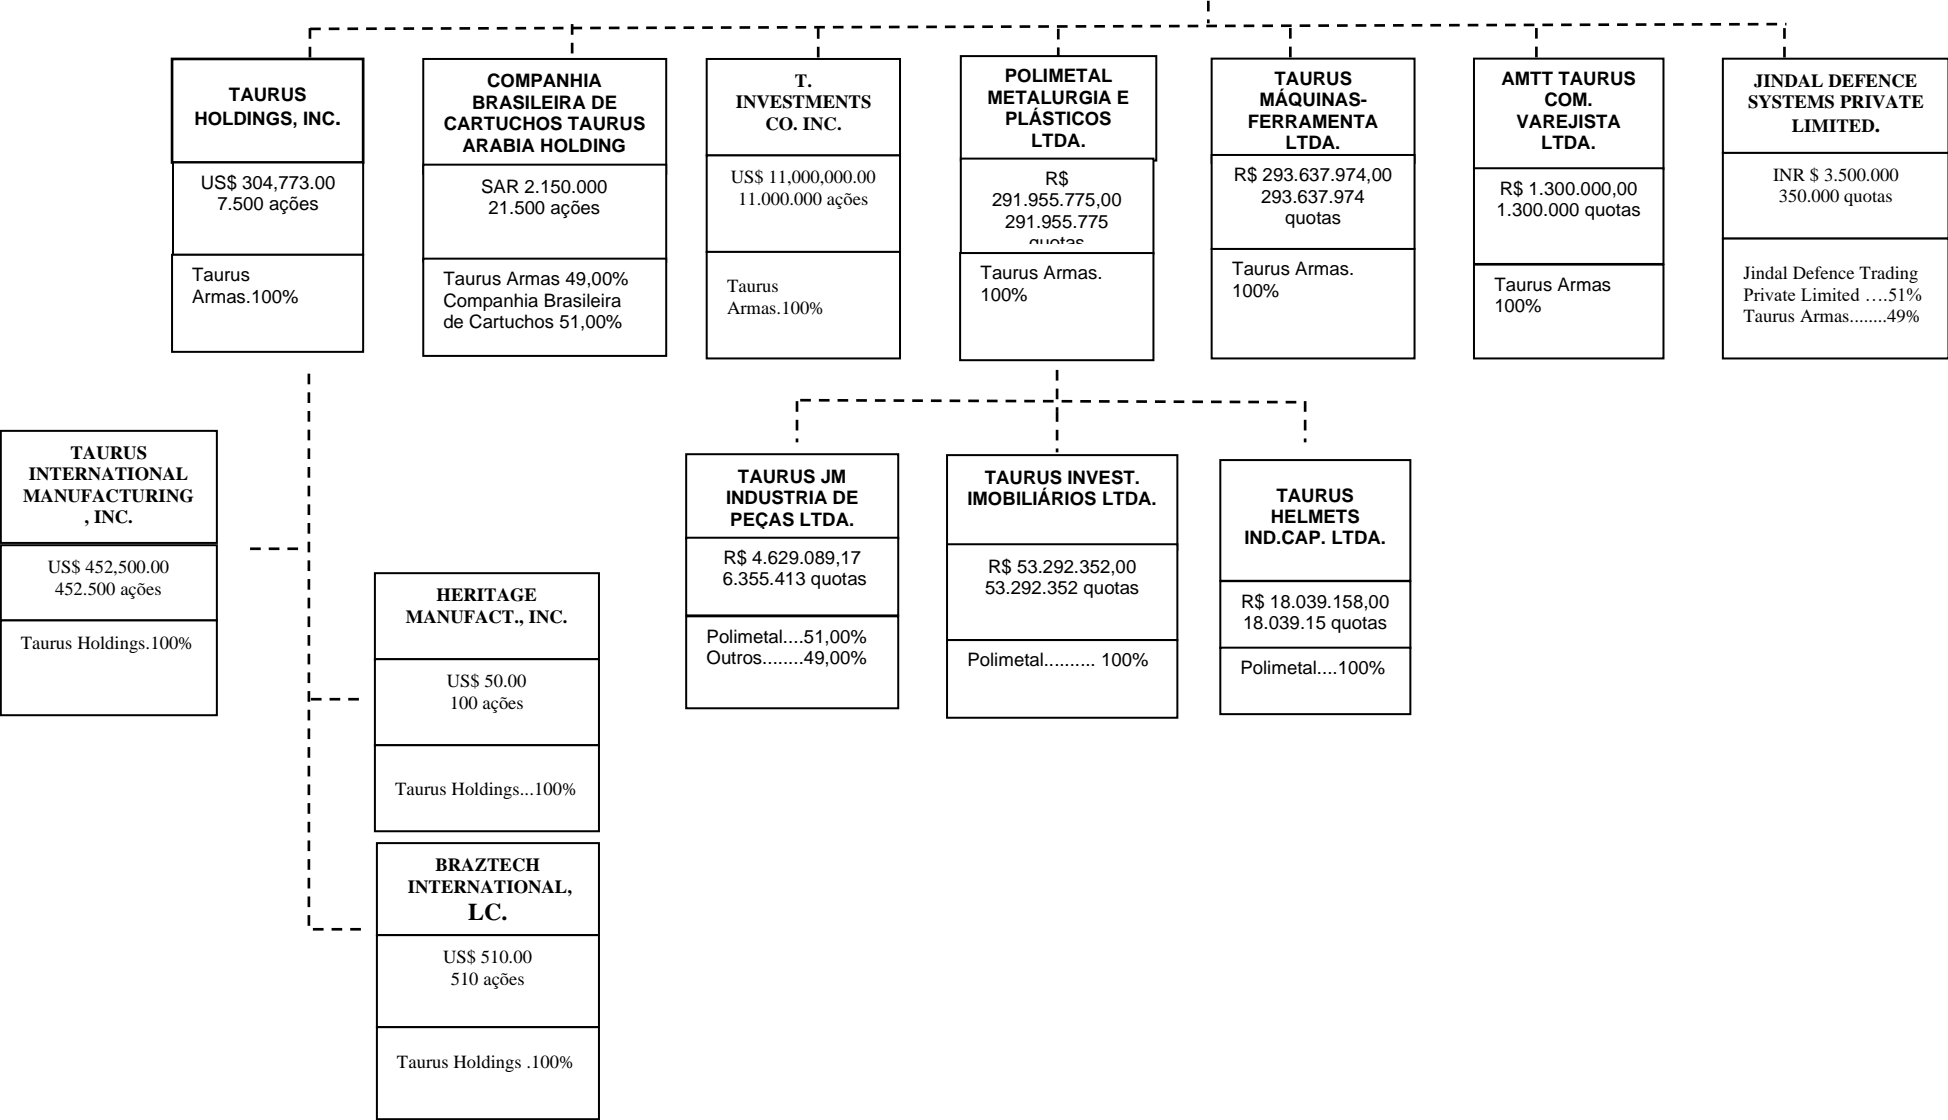 TAURUS
HOLDINGS, INC.
US$ 304,773.00
7.500 ações
Taurus
Armas.100%
COMPANHIA
BRASILEIRA DE
CARTUCHOS TAURUS
ARABIA HOLDING
SAR 2.150.000
21.500 ações
Taurus Armas 49,00%
Companhia Brasileira
de Cartuchos 51,00%
T.
INVESTMENTS
CO. INC.
US$ 11,000,000.00
11.000.000 ações
Taurus
Armas.100%
POLIMETAL
METALURGIA E
PLÁSTICOS
LTDA.
R$
291.955.775,00
291.955.775
quotas
Taurus Armas.
100%
TAURUS
MÁQUINAS-
FERRAMENTA
LTDA.
R$ 293.637.974,00
293.637.974
quotas
Taurus Armas.
100%
AMTT TAURUS
COM.
VAREJISTA
LTDA.
R$ 1.300.000,00
1.300.000 quotas
Taurus Armas
100%
JINDAL DEFENCE
SYSTEMS PRIVATE
LIMITED.
INR $ 3.500.000
350.000 quotas
Jindal Defence Trading
Private Limited ….51%
Taurus Armas........49%
TAURUS
INTERNATIONAL
MANUFACTURING
, INC.
US$ 452,500.00
452.500 ações
Taurus Holdings.100%
HERITAGE
MANUFACT., INC.
US$ 50.00
100 ações
Taurus Holdings...100%
BRAZTECH
INTERNATIONAL,
LC.
US$ 510.00
510 ações
Taurus Holdings .100%
TAURUS JM
INDUSTRIA DE
PEÇAS LTDA.
R$ 4.629.089,17
6.355.413 quotas
Polimetal....51,00%
Outros........49,00%
TAURUS INVEST.
IMOBILIÁRIOS LTDA.
R$ 53.292.352,00
53.292.352 quotas
Polimetal.......... 100%
TAURUS
HELMETS
IND.CAP. LTDA.
R$ 18.039.158,00
18.039.15 quotas
Polimetal....100%